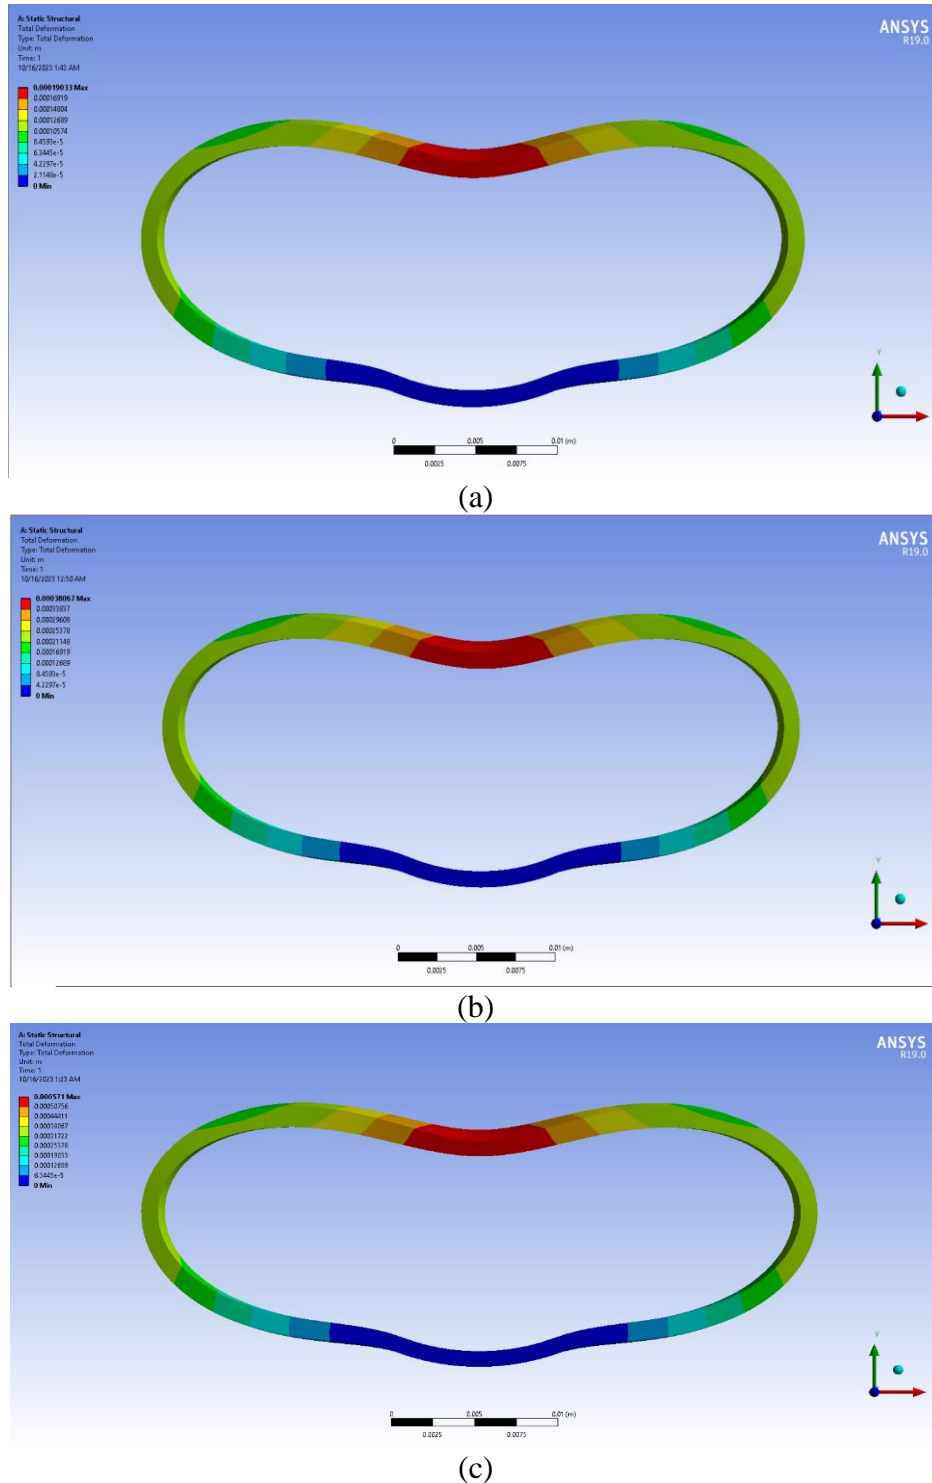 A: Static Structural
Total Deformation
Type: Total Deformation
Unit: m
Time: 1
10/16/2023 1:43 AM
ANSYS
R19.0
0.00019033 Max
0.00016919
0.00014804
0.00012689
0.00010574
8.4593e-5
6.3445e-5
4.2297e-5
2.1148e-5
0 Min
Y
0 0.005 0.01 (m)
0.0025 0.0075
(a)
A: Static Structural
Total Deformation
Type: Total Deformation
Unit: m
Time: 1
10/16/2023 12:50 AM
ANSYS
R19.0
0.00038067 Max
0.00033837
0.00029608
0.00025378
0.00021148
0.00016919
0.00012689
8.4593e-5
4.2297e-5
0 Min
Y
0 0.005 0.01 (m)
0.0025 0.0075
(b)
A: Static Structural
Total Deformation
Type: Total Deformation
Unit: m
Time: 1
10/16/2023 1:23 AM
ANSYS
R19.0
0.000571 Max
0.00050756
0.00044411
0.00038067
0.00031722
0.00025378
0.00019033
0.00012689
6.3445e-5
0 Min
Y
0 0.005 0.01 (m)
0.0025 0.0075
(c)